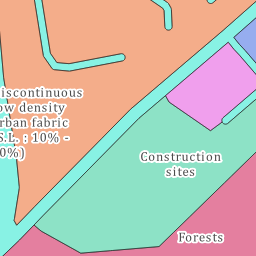 iscontinuous
ow density
rban fabric
S.L. : 10% -
0%)
Construction
sites
Forests